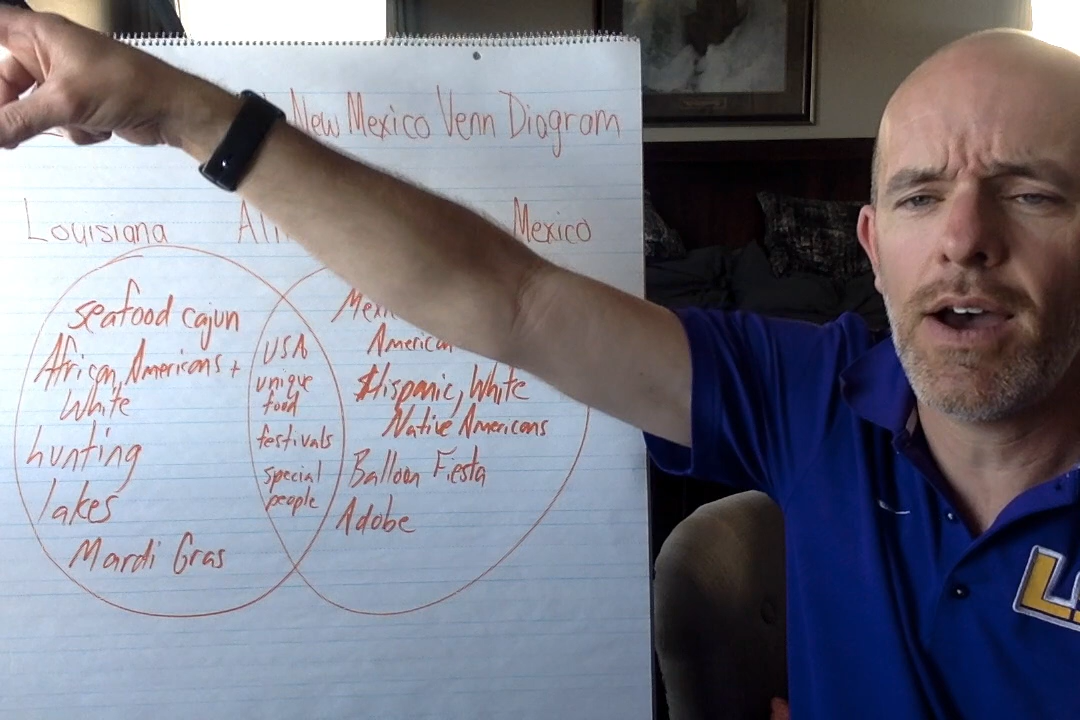 New Mexico Venn Diagram
Louisiana
Mexico
seafood cajun
African Americans +
White
hunting
lakes
Mardi Gras
USA
unique
food
festivals
special
people
American
Hispanic, White
Native Americans
Balloon Fiesta
Adobe